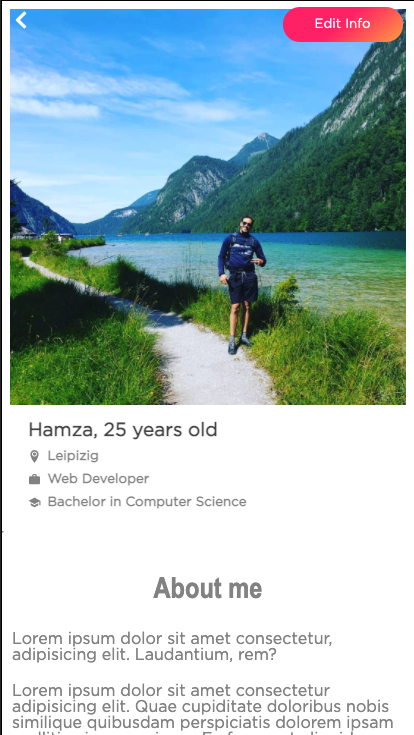 Edit Info
Hamza, 25 years old
Leipizig
Web Developer
Bachelor in Computer Science
About me
Lorem ipsum dolor sit amet consectetur,
adipisicing elit. Laudantium, rem?
Lorem ipsum dolor sit amet consectetur
adipisicing elit. Quae cupiditate doloribus nobis
similique quibusdam perspiciatis dolorem ipsam